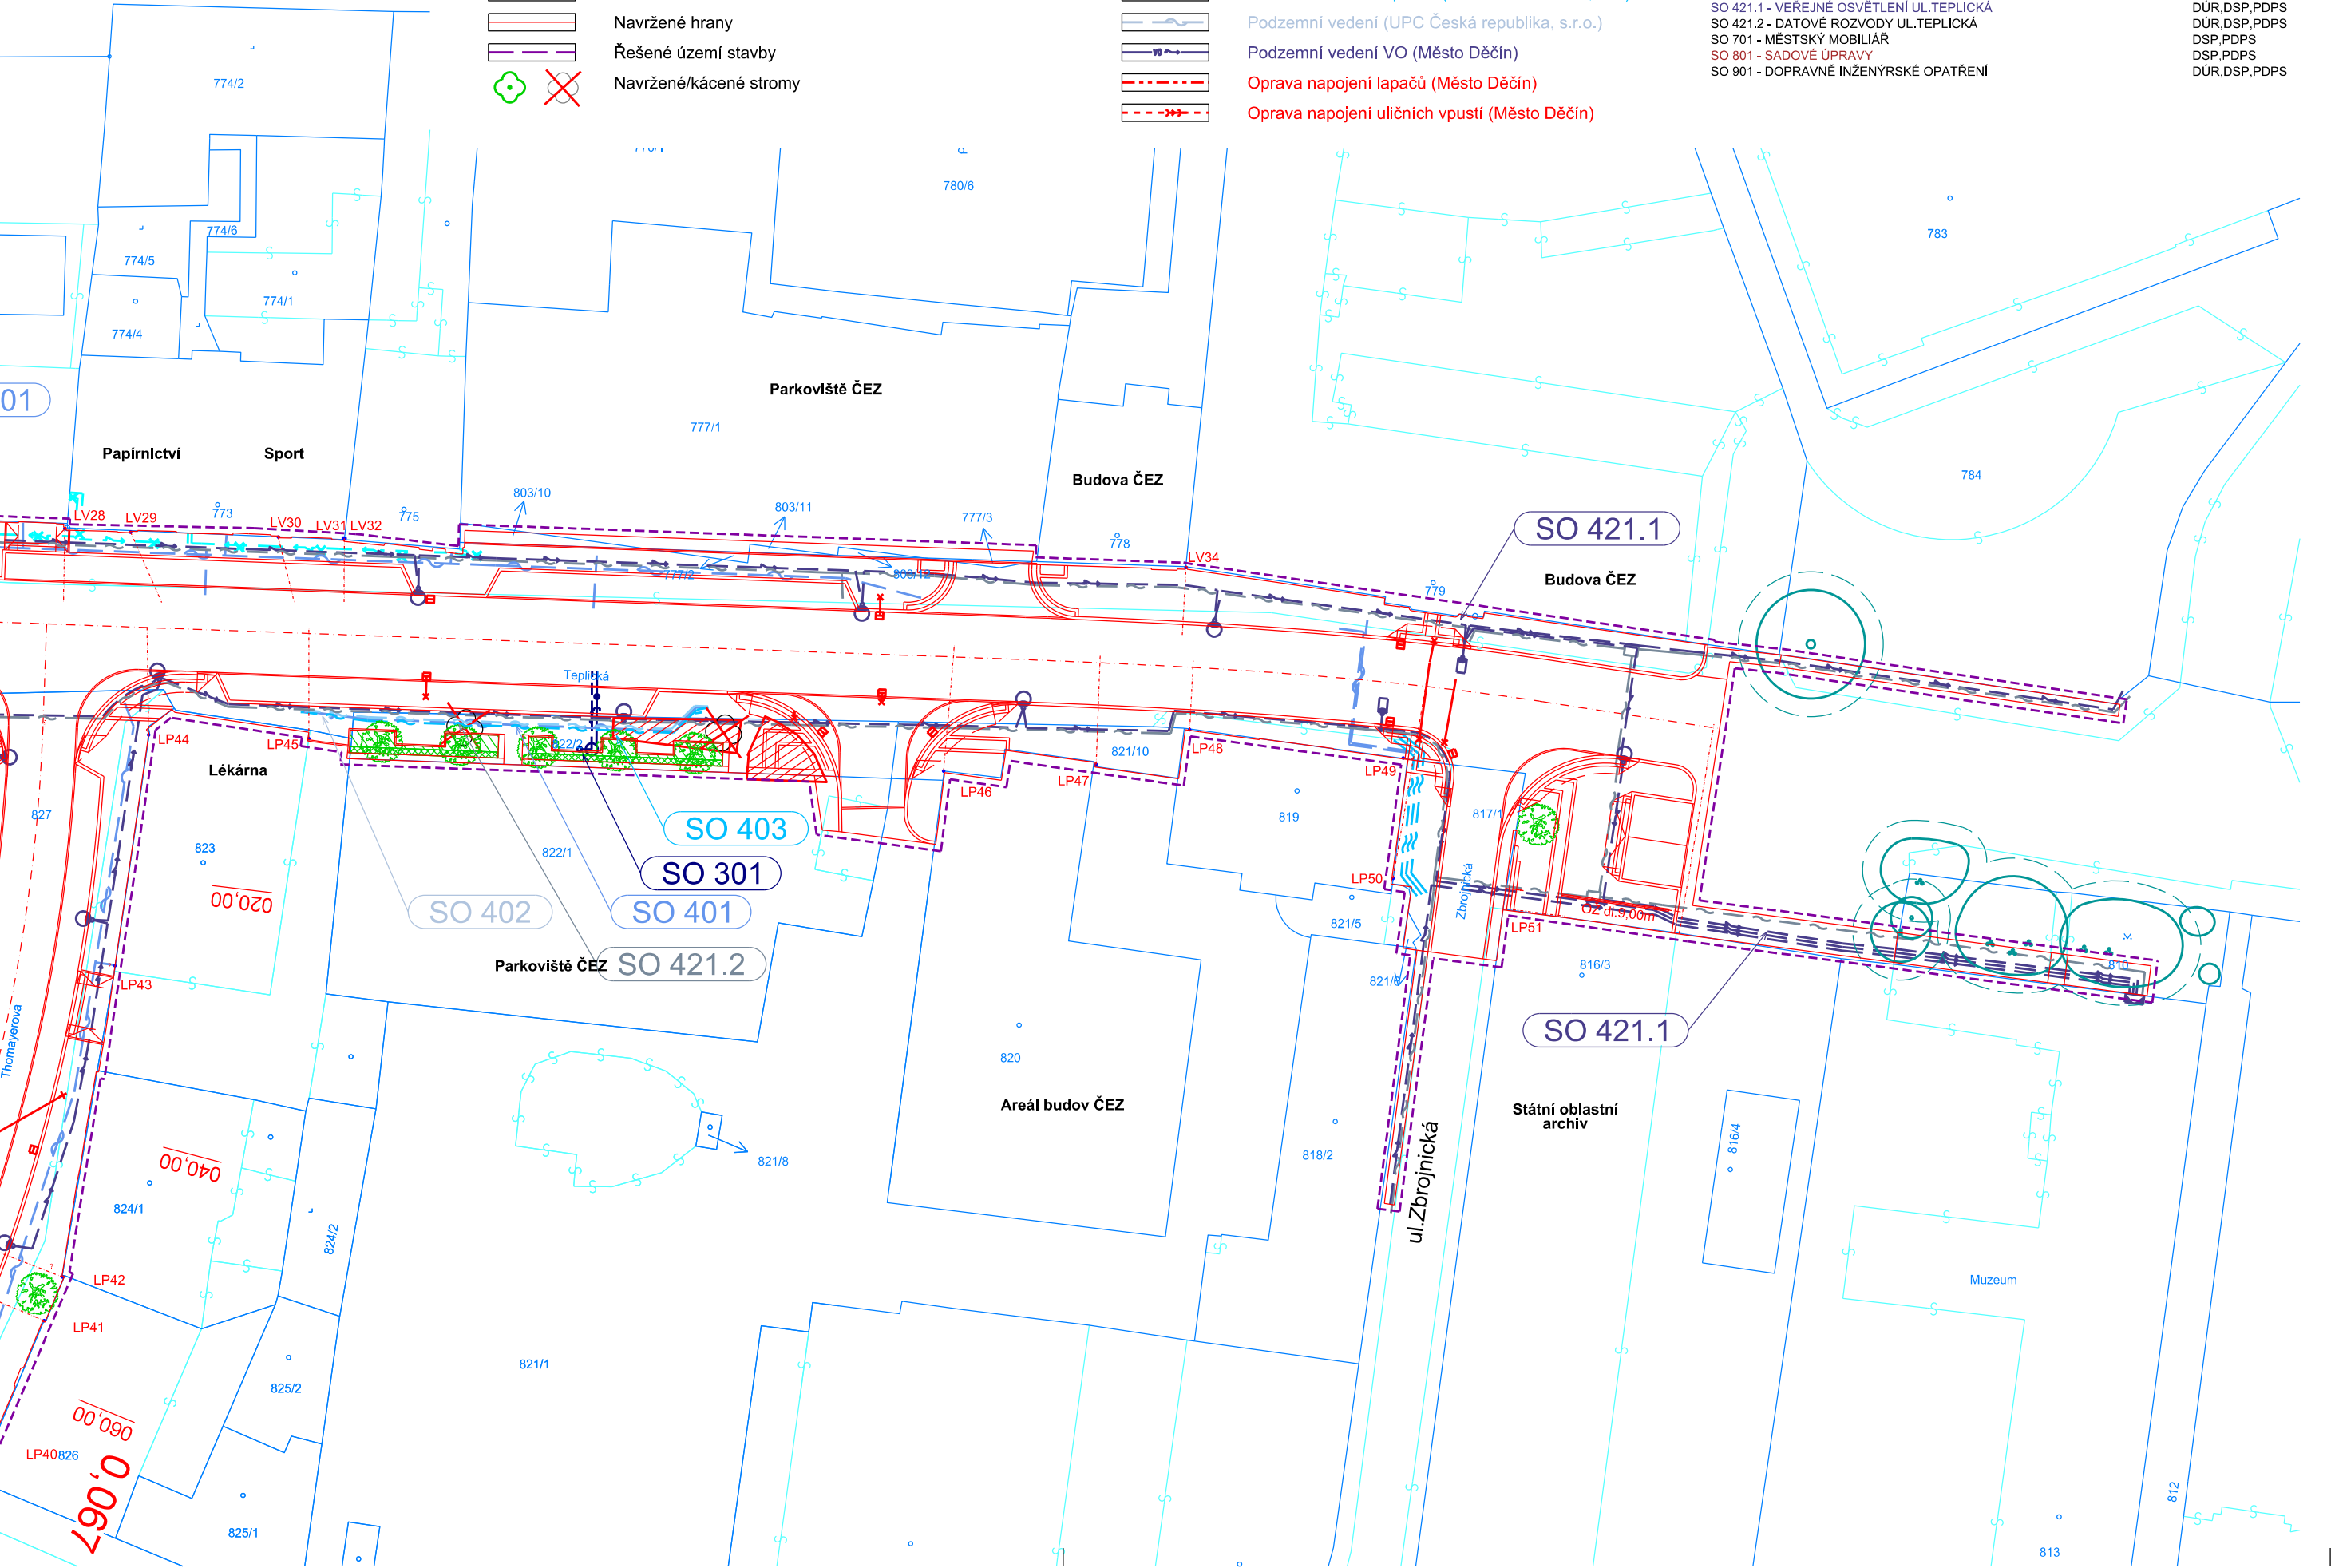 Navržené hrany
Řešené území stavby
Navržené/kácené stromy
Podzemní vedení (UPC Česká republika, s.r.o.)
Podzemní vedení VO (Město Děčín)
Oprava napojení lapačů (Město Děčín)
Oprava napojení uličních vpustí (Město Děčín)
SO 421.1 - VEŘEJNÉ OSVĚTLENÍ UL.TEPLICKÁ DÚR,DSP,PDPS
SO 421.2 - DATOVÉ ROZVODY UL.TEPLICKÁ DÚR,DSP,PDPS
SO 701 - MĚSTSKÝ MOBILIÁŘ DSP,PDPS
SO 801 - SADOVÉ ÚPRAVY DSP,PDPS
SO 901 - DOPRAVNĚ INŽENÝRSKÉ OPATŘENÍ DÚR,DSP,PDPS
774/2
780/6
783
774/6
774/5
774/1
774/4
01
Parkoviště ČEZ
777/1
Papírnictví
Sport
Budova ČEZ
784
803/10
803/11
777/3
LV28
LV29
773
LV30
LV31
LV32
775
778
LV34
SO 421.1
Budova ČEZ
777/2
779
Teplická
LP44
LP45
822/2
821/10
LP48
LP47
LP46
LP49
Lékárna
827
823
822/1
SO 403
819
817/1
SO 301
LP50
Zbrojnická
020,00
SO 402
SO 401
821/5
OŽ dl.9,00m
LP51
Parkoviště ČEZ
SO 421.2
816/3
810
821/6
LP43
Thomayerova
SO 421.1
820
Areál budov ČEZ
Státní oblastní
archiv
816/4
821/8
818/2
040,00
824/1
824/2
ul.Zbrojnická
LP42
Muzeum
LP41
821/1
825/2
060,00
LP40
826
0,067
825/1
812
813